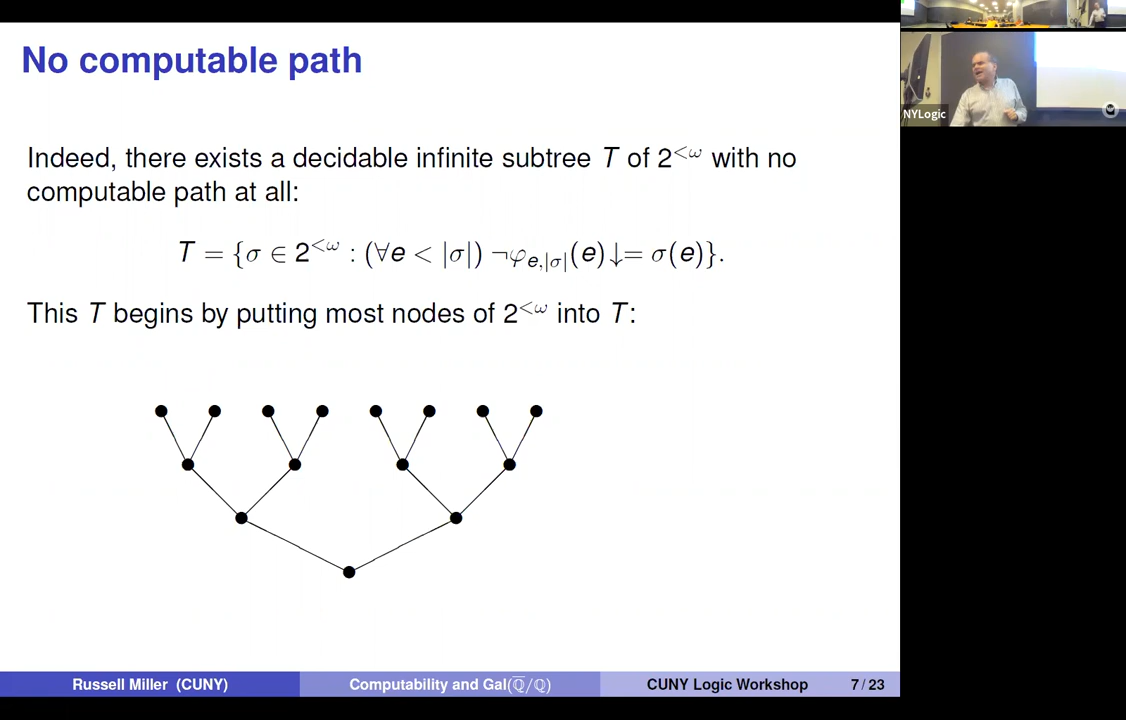 No computable path
Indeed, there exists a decidable infinite subtree T of 2^{<ω} with no
computable path at all:
T = {σ ∈ 2^{<ω} : (∀e < |σ|) ¬φ_{e,|σ|}(e)↓= σ(e)}.
This T begins by putting most nodes of 2^{<ω} into T:
Russell Miller (CUNY) Computability and Gal(ℚ̅/ℚ) CUNY Logic Workshop 7 / 23
NYLogic